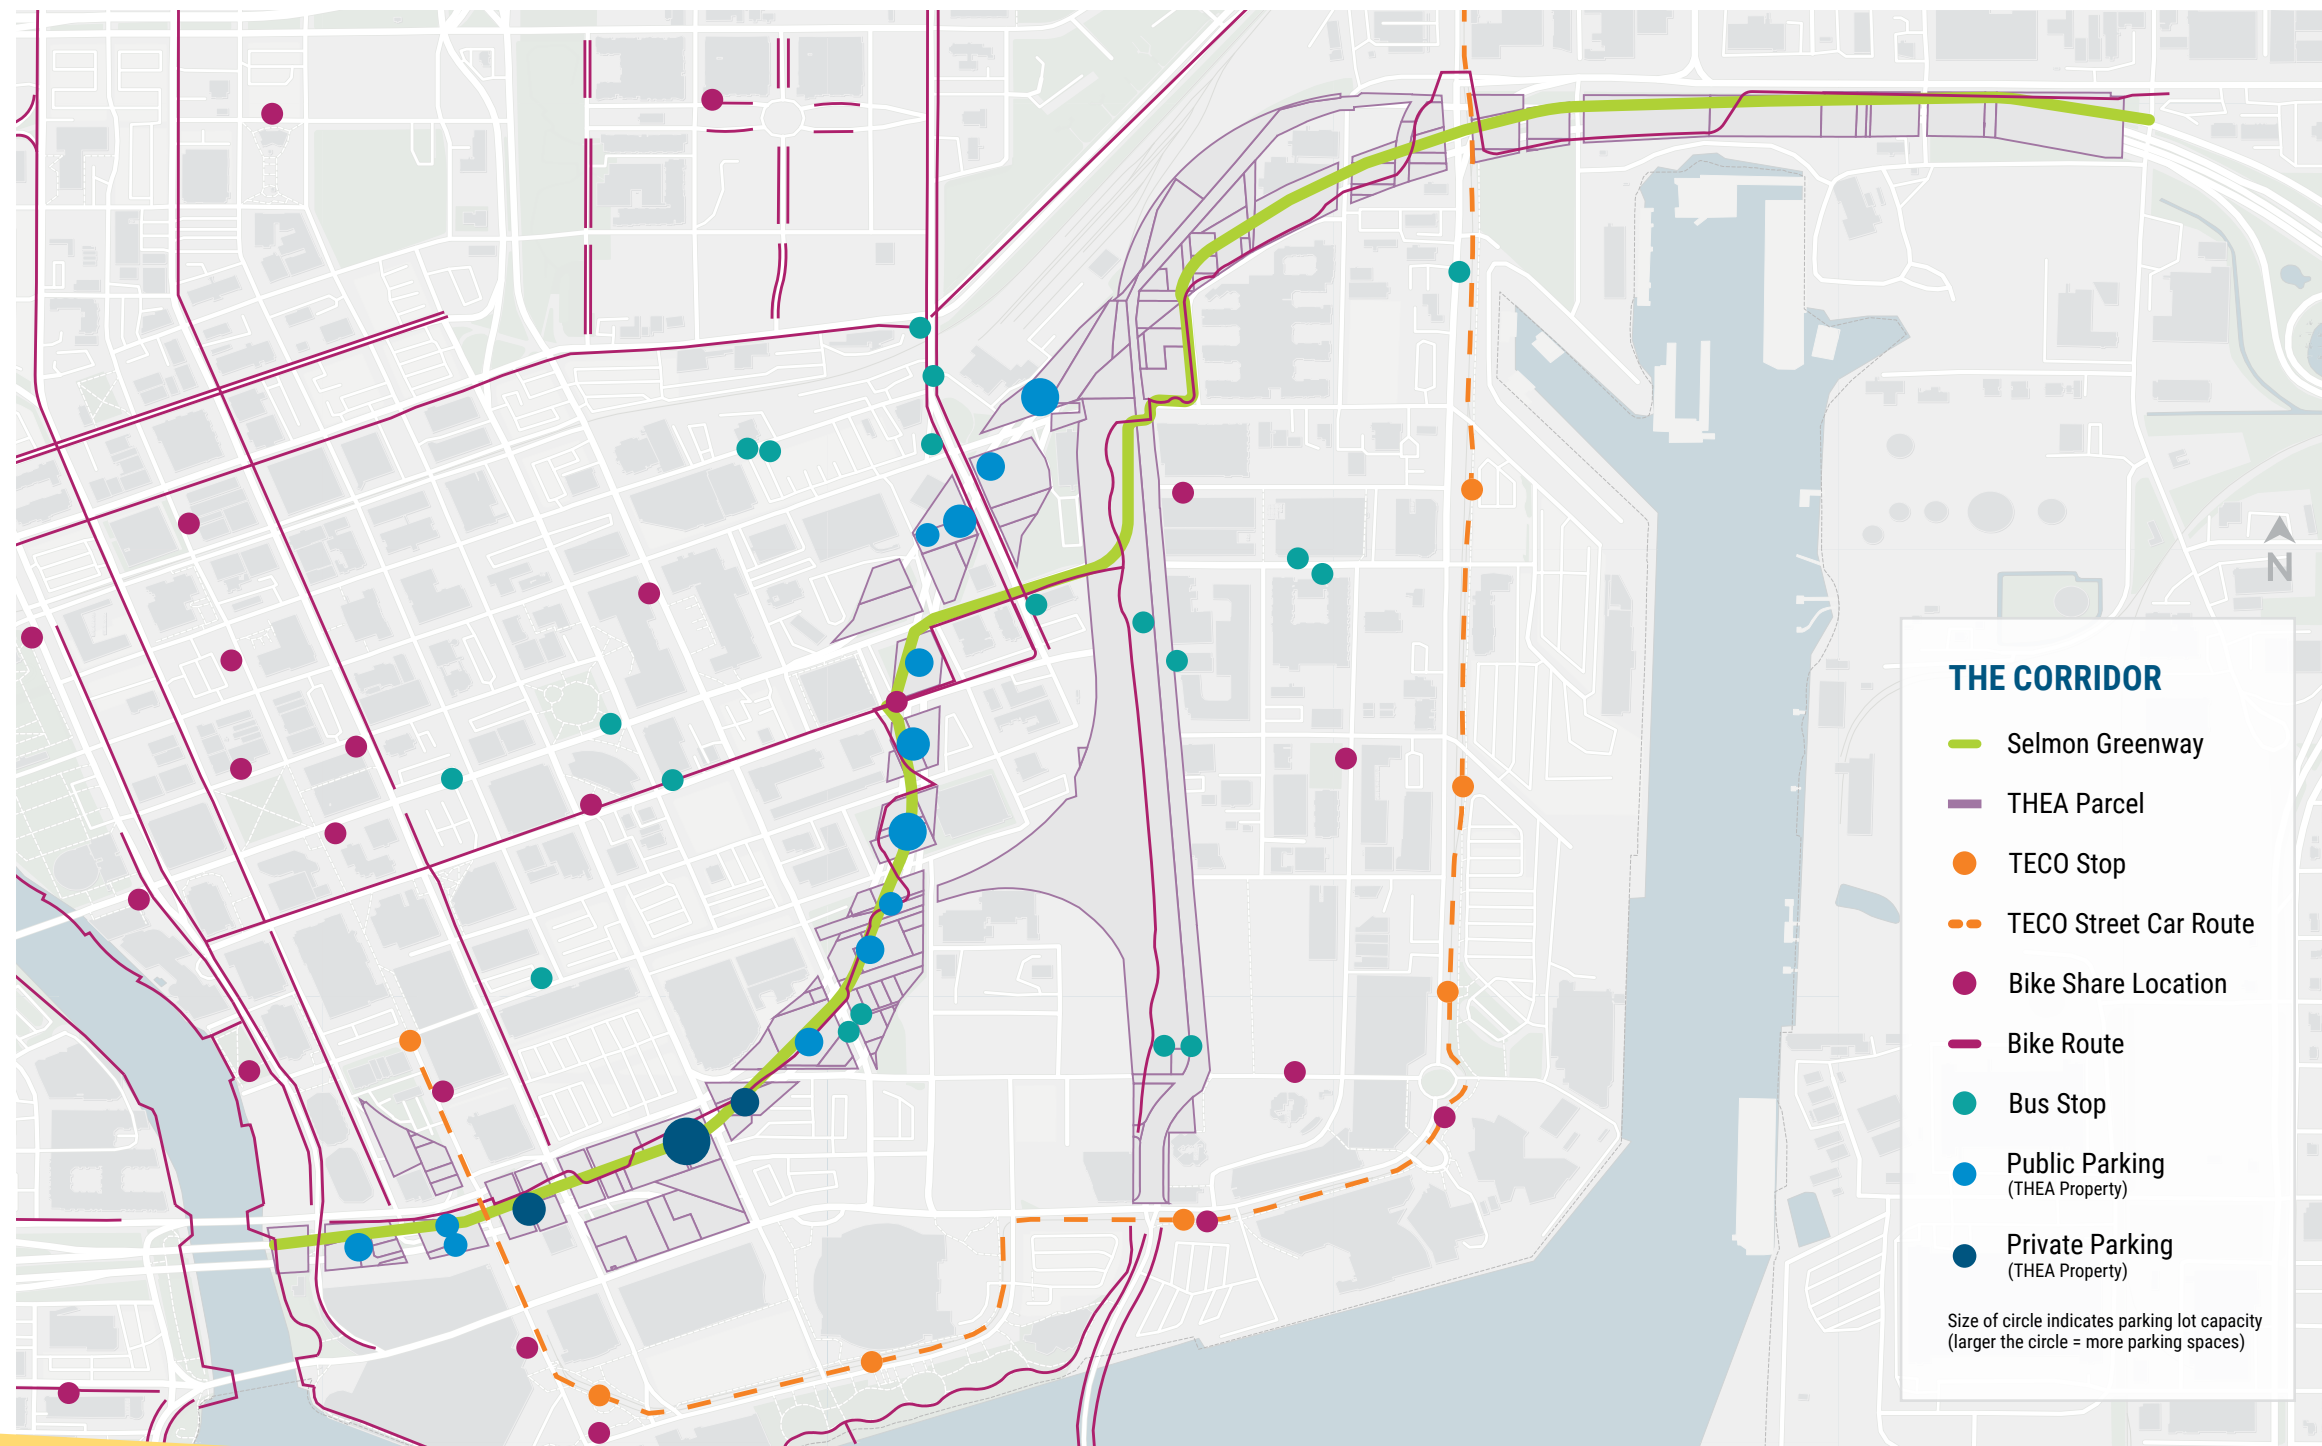 N
THE CORRIDOR
Selmon Greenway
THEA Parcel
TECO Stop
TECO Street Car Route
Bike Share Location
Bike Route
Bus Stop
Public Parking
(THEA Property)
Private Parking
(THEA Property)
Size of circle indicates parking lot capacity
(larger the circle = more parking spaces)